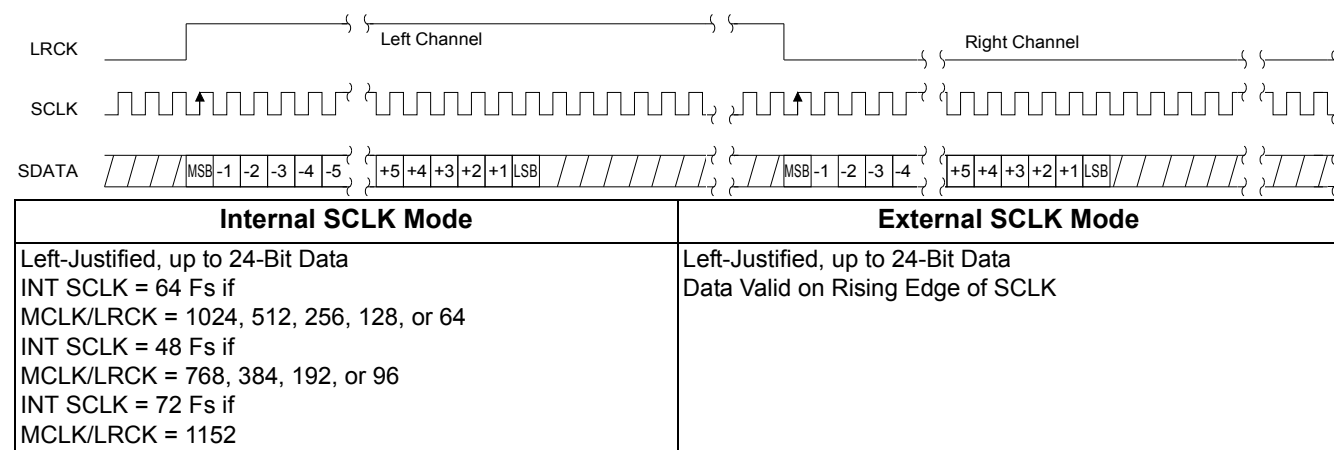 LRCK Left Channel Right Channel
SCLK
SDATA MSB -1 -2 -3 -4 -5 +5 +4 +3 +2 +1 LSB MSB -1 -2 -3 -4 +5 +4 +3 +2 +1 LSB
Internal SCLK Mode
External SCLK Mode
Left-Justified, up to 24-Bit Data
INT SCLK = 64 Fs if
MCLK/LRCK = 1024, 512, 256, 128, or 64
INT SCLK = 48 Fs if
MCLK/LRCK = 768, 384, 192, or 96
INT SCLK = 72 Fs if
MCLK/LRCK = 1152
Left-Justified, up to 24-Bit Data
Data Valid on Rising Edge of SCLK